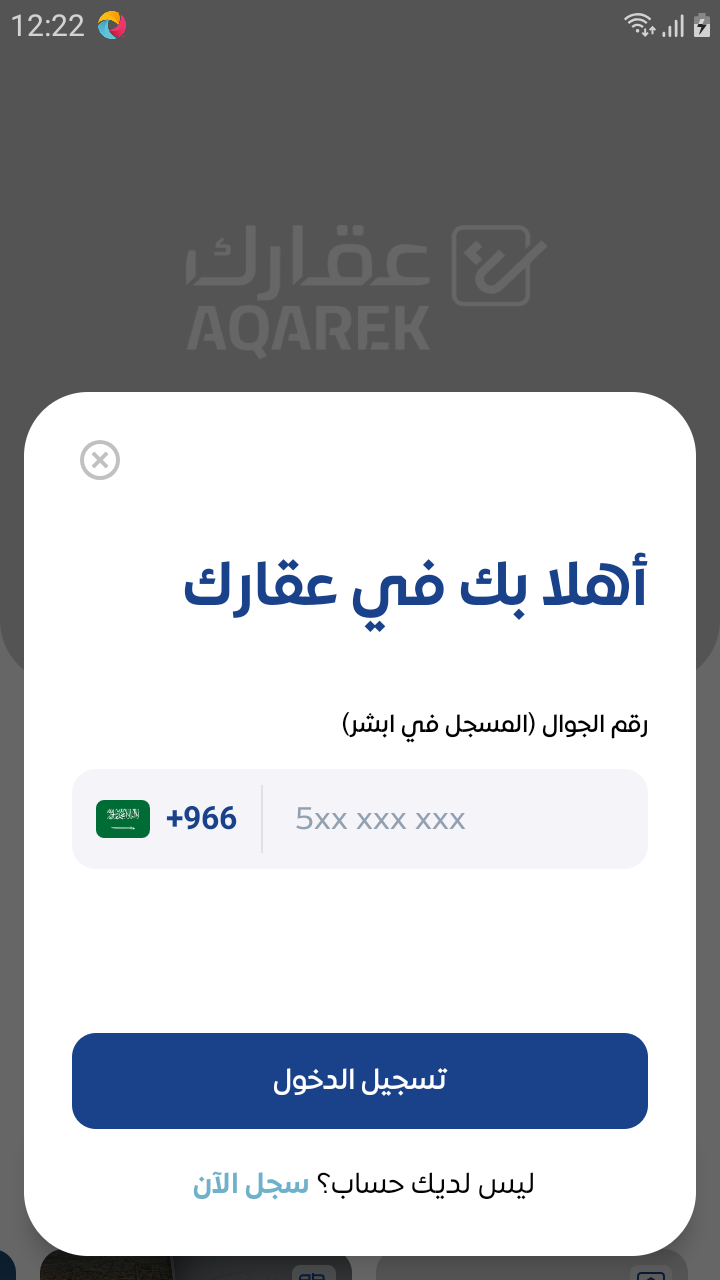 12:22
عقارك
AQAREK
أهلا بك في عقارك
رقم الجوال (المسجل في ابشر)
+966
5xx xxx xxx
تسجيل الدخول
ليس لديك حساب؟ سجل الآن